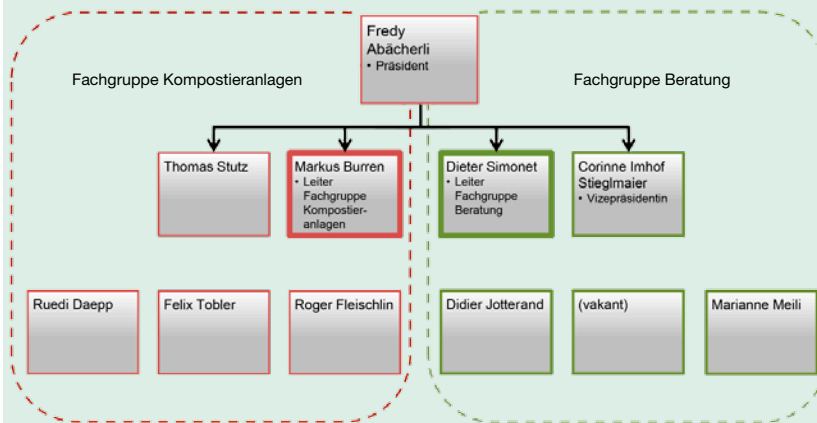 Fredy
Abächerli
• Präsident
Fachgruppe Kompostieranlagen
Fachgruppe Beratung
Thomas Stutz
Markus Burren
• Leiter
Fachgruppe
Kompostier-
anlagen
Dieter Simonet
• Leiter
Fachgruppe
Beratung
Corinne Imhof
Stieglmaier
• Vizepräsidentin
Ruedi Daepp
Felix Tobler
Roger Fleischlin
Didier Jotterand
(vakant)
Marianne Meili